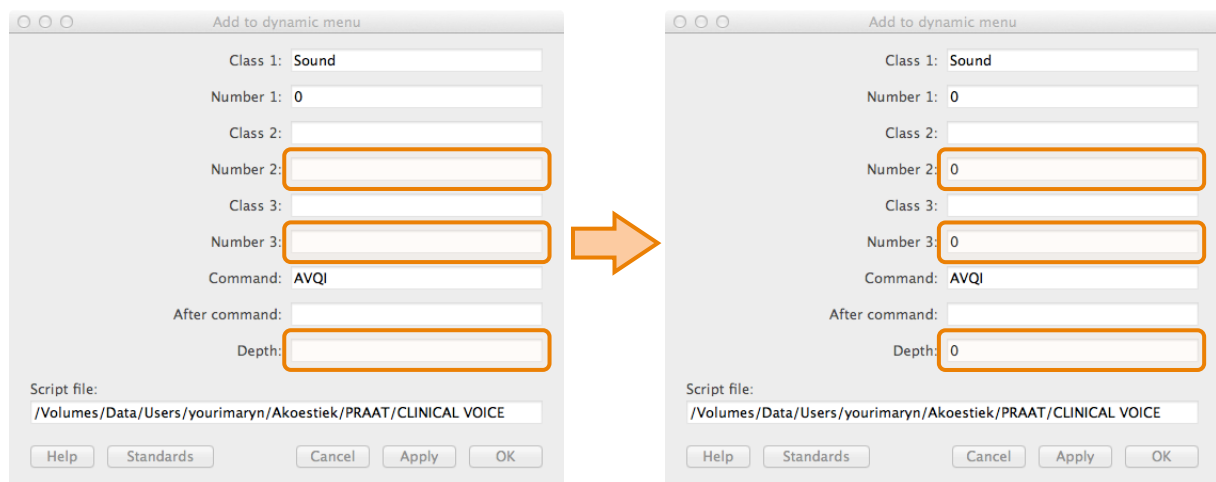 Add to dynamic menu
Class 1: Sound
Number 1: 0
Class 2:
Number 2:
Class 3:
Number 3:
Command: AVQI
After command:
Depth:
Script file:
/Volumes/Data/Users/yourimaryn/Akoestiek/PRAAT/CLINICAL VOICE
Help Standards Cancel Apply OK
Add to dynamic menu
Class 1: Sound
Number 1: 0
Class 2:
Number 2: 0
Class 3:
Number 3: 0
Command: AVQI
After command:
Depth: 0
Script file:
/Volumes/Data/Users/yourimaryn/Akoestiek/PRAAT/CLINICAL VOICE
Help Standards Cancel Apply OK